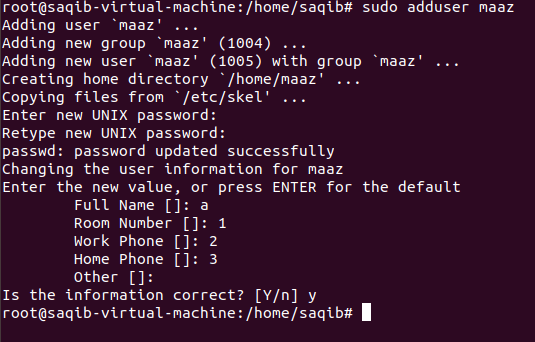 root@saqib-virtual-machine:/home/saqib# sudo adduser maaz
Adding user `maaz' ...
Adding new group `maaz' (1004) ...
Adding new user `maaz' (1005) with group `maaz' ...
Creating home directory `/home/maaz' ...
Copying files from `/etc/skel' ...
Enter new UNIX password:
Retype new UNIX password:
passwd: password updated successfully
Changing the user information for maaz
Enter the new value, or press ENTER for the default
        Full Name []: a
        Room Number []: 1
        Work Phone []: 2
        Home Phone []: 3
        Other []:
Is the information correct? [Y/n] y
root@saqib-virtual-machine:/home/saqib#